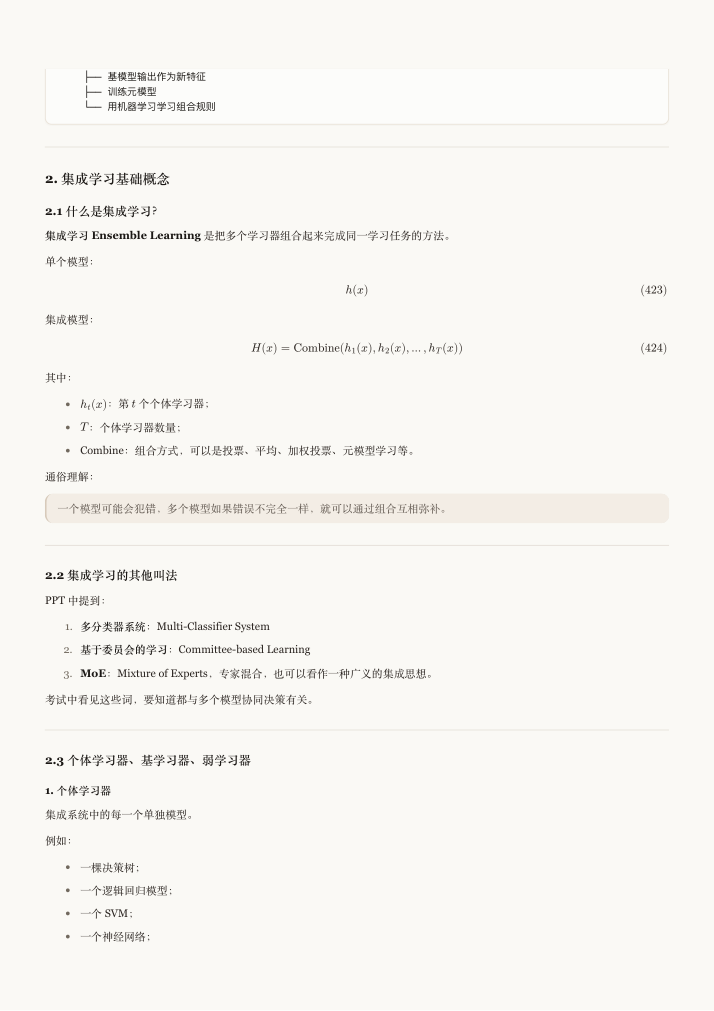 ├── 基模型输出作为新特征
├── 训练元模型
└── 用机器学习学习组合规则
2. 集成学习基础概念
2.1 什么是集成学习？
集成学习 Ensemble Learning 是把多个学习器组合起来完成同一学习任务的方法。
单个模型：
h(x) (423)
集成模型：
H(x) = Combine(h₁(x), h₂(x), … , h_T(x)) (424)
其中：
• h_t(x)：第 t 个个体学习器；
• T：个体学习器数量；
• Combine：组合方式，可以是投票、平均、加权投票、元模型学习等。
通俗理解：
一个模型可能会犯错，多个模型如果错误不完全一样，就可以通过组合互相弥补。
2.2 集成学习的其他叫法
PPT 中提到：
1. 多分类器系统：Multi-Classifier System
2. 基于委员会的学习：Committee-based Learning
3. MoE：Mixture of Experts，专家混合，也可以看作一种广义的集成思想。
考试中看见这些词，要知道都与多个模型协同决策有关。
2.3 个体学习器、基学习器、弱学习器
1. 个体学习器
集成系统中的每一个单独模型。
例如：
• 一棵决策树；
• 一个逻辑回归模型；
• 一个 SVM；
• 一个神经网络；